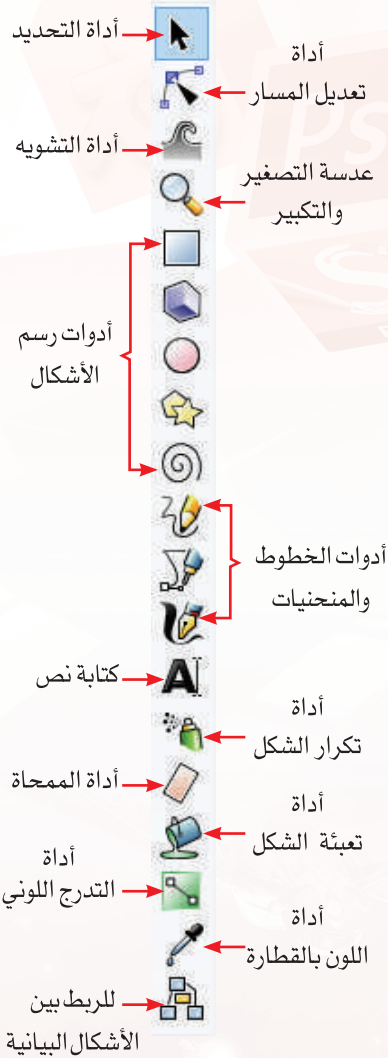 أداة التحديد
أداة
تعديل المسار
أداة التشويه
عدسة التصغير
والتكبير
أدوات رسم
الأشكال
أدوات الخطوط
والمنحنيات
كتابة نص
أداة
تكرار الشكل
أداة الممحاة
أداة
تعبئة الشكل
أداة
التدرج اللوني
أداة
اللون بالقطارة
للربط بين
الأشكال البيانية